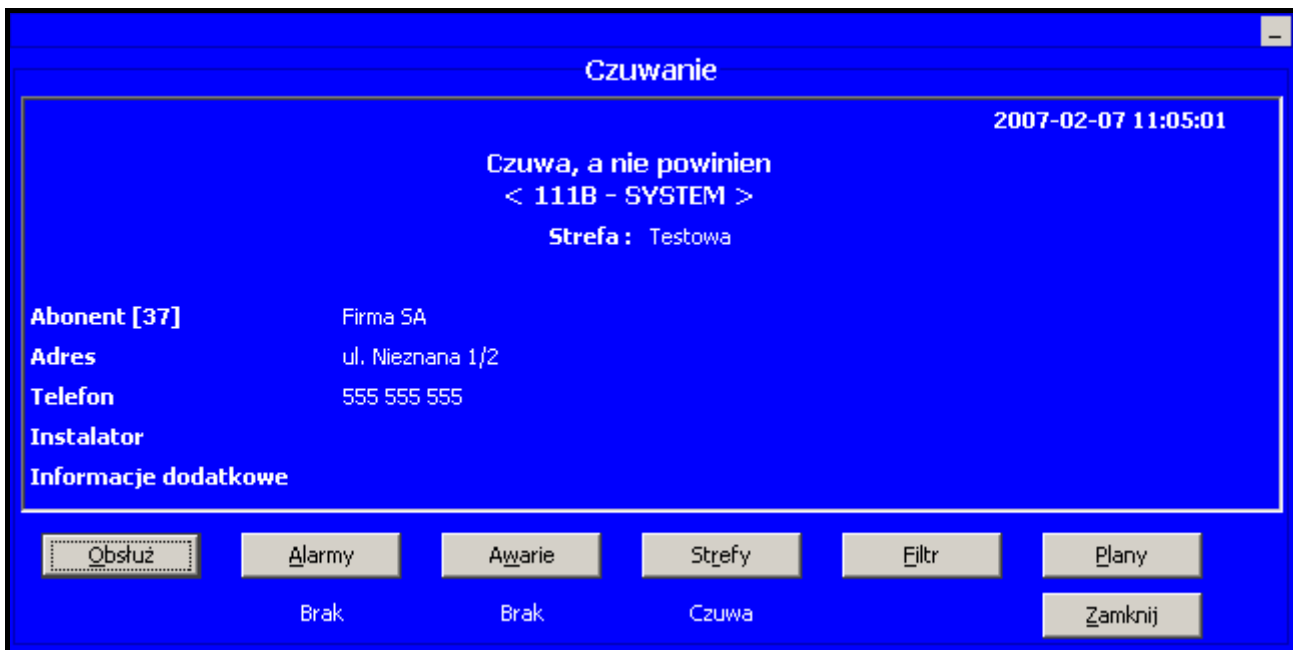 Czuwanie
2007-02-07 11:05:01
Czuwa, a nie powinien
< 111B - SYSTEM >
Strefa : Testowa
Abonent [37] Firma SA
Adres ul. Nieznana 1/2
Telefon 555 555 555
Instalator
Informacje dodatkowe
Obsłuż Alarmy Awarie Strefy Filtr Plany
Brak Brak Czuwa Zamknij